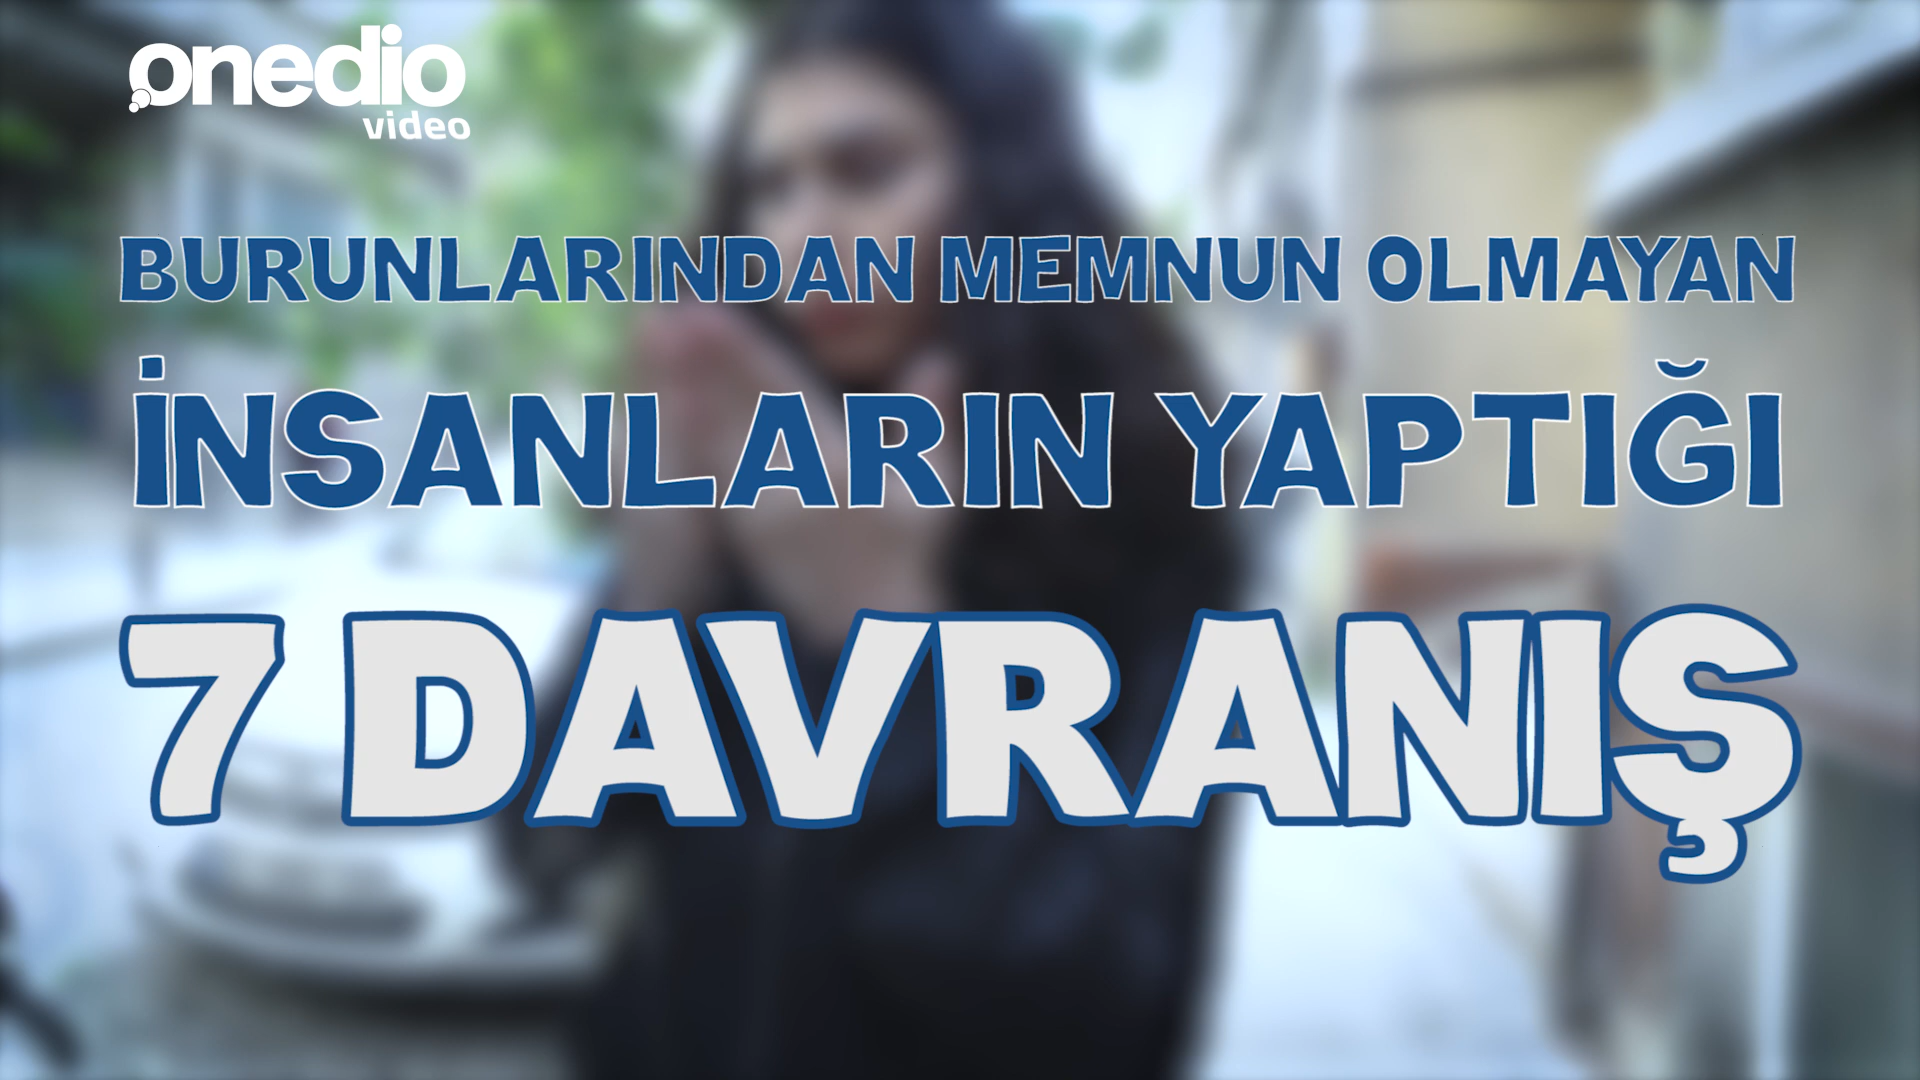 onedio
video
BURUNLARINDAN MEMNUN OLMAYAN
İNSANLARIN YAPTIĞI
7 DAVRANIŞ